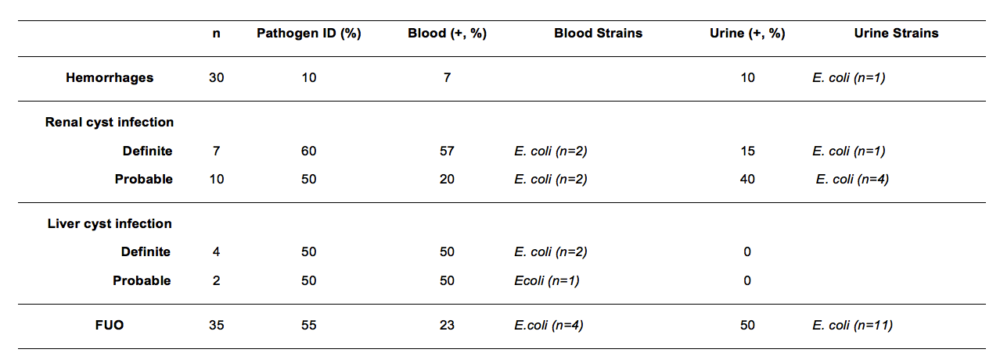 n Pathogen ID (%) Blood (+, %) Blood Strains Urine (+, %) Urine Strains
Hemorrhages 30 10 7 10 E. coli (n=1)
Renal cyst infection
Definite 7 60 57 E. coli (n=2) 15 E. coli (n=1)
Probable 10 50 20 E. coli (n=2) 40 E. coli (n=4)
Liver cyst infection
Definite 4 50 50 E. coli (n=2) 0
Probable 2 50 50 Ecoli (n=1) 0
FUO 35 55 23 E.coli (n=4) 50 E. coli (n=11)